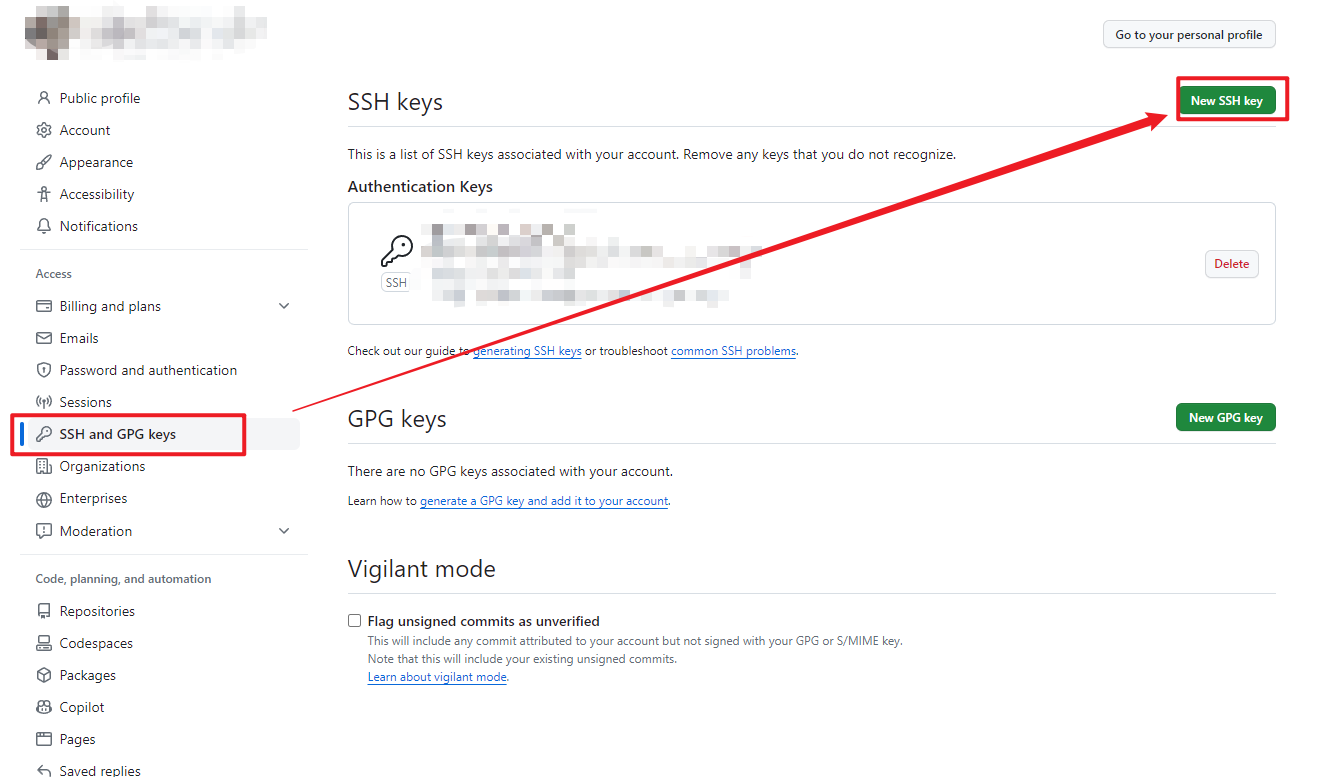 Go to your personal profile
Public profile
Account
Appearance
Accessibility
Notifications
Access
Billing and plans
Emails
Password and authentication
Sessions
SSH and GPG keys
Organizations
Enterprises
Moderation
Code, planning, and automation
Repositories
Codespaces
Packages
Copilot
Pages
Saved replies
SSH keys
New SSH key
This is a list of SSH keys associated with your account. Remove any keys that you do not recognize.
Authentication Keys
SSH
Delete
Check out our guide to generating SSH keys or troubleshoot common SSH problems.
GPG keys
New GPG key
There are no GPG keys associated with your account.
Learn how to generate a GPG key and add it to your account.
Vigilant mode
Flag unsigned commits as unverified
This will include any commit attributed to your account but not signed with your GPG or S/MIME key.
Note that this will include your existing unsigned commits.
Learn about vigilant mode.